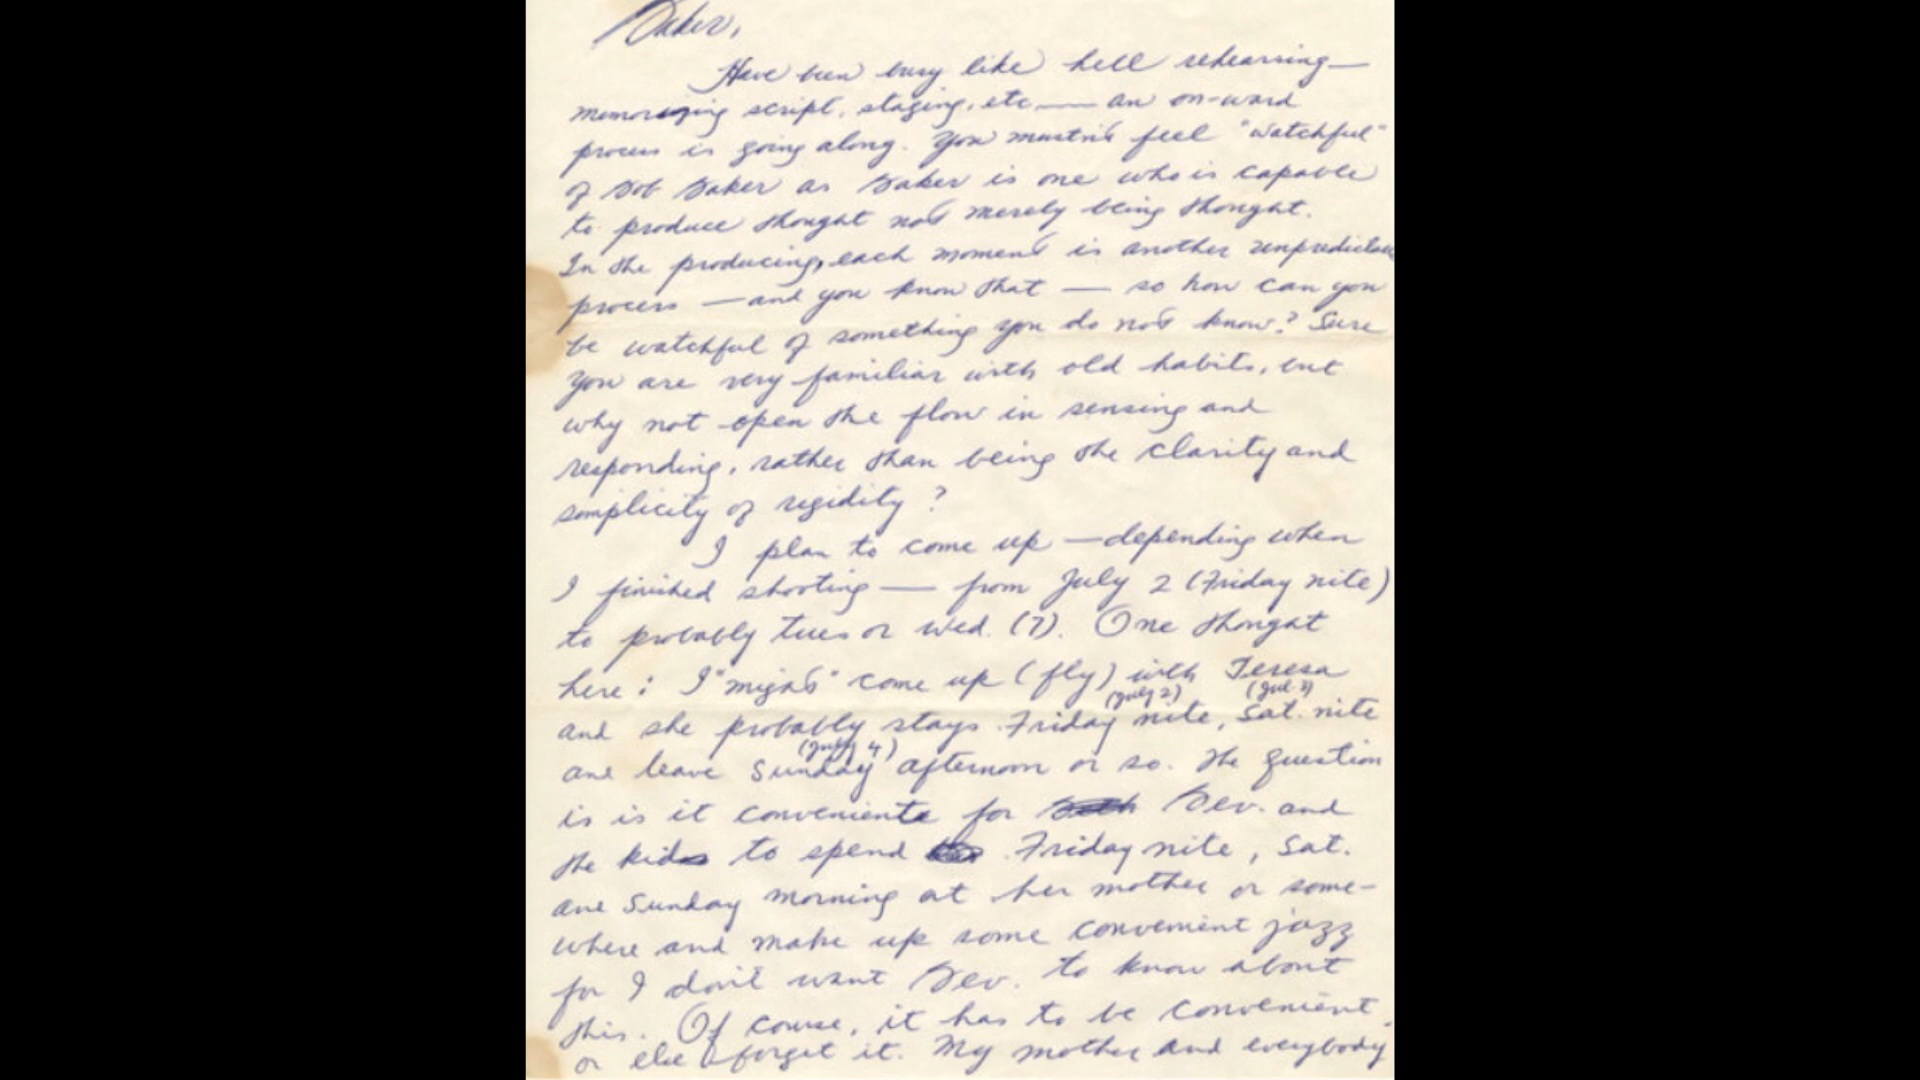 Baker,
Have been busy like hell rehearsing—
memorizing script, staging, etc —— an on-ward
process is going along. You mustn't feel "watchful"
of Bob Baker as Baker is one who is capable
to produce thought not merely being thought.
In the producing, each moment is another
process — and you know that — so how can you
be watchful of something you do not know? Sure
you are very familiar with old habits, but
why not open the flow in sensing and
responding, rather than being the clarity and
simplicity of rigidity?
I plan to come up — depending when
I finished shooting —— from July 2 (Friday nite)
to probably tues or wed. (7). One thought
here: I "might" come up (fly) with Teresa
and she probably stays Friday (July 2) nite, Sat. (Jul. 3) nite
and leave Sunday (July 4) afternoon or so. The question
is is it convenient for Bev. and
the kid to spend Friday nite, Sat.
and Sunday morning at her mother or some-
where and make up some convenient jazz
for I don't want Bev. to know about
this. Of course, it has to be convenient.
or else forget it. My mother and everybody